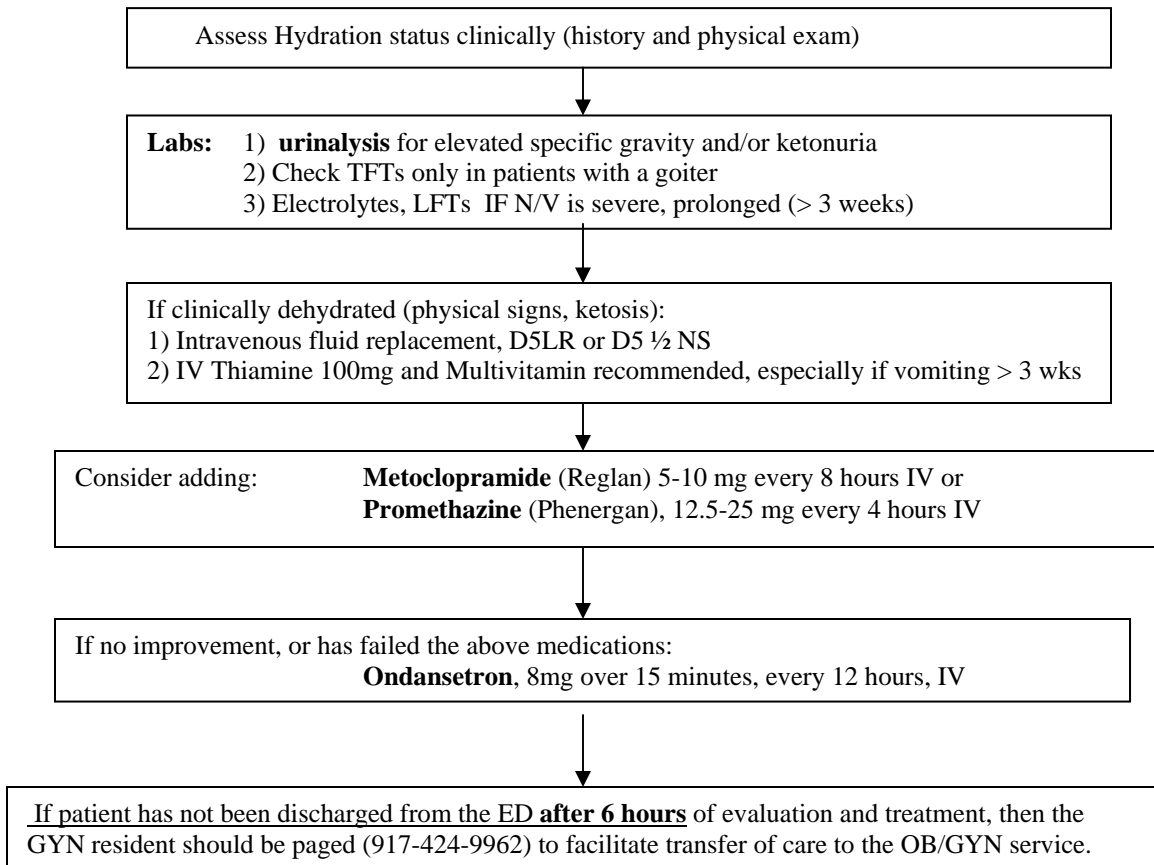 Assess Hydration status clinically (history and physical exam)
Labs: 1) urinalysis for elevated specific gravity and/or ketonuria
2) Check TFTs only in patients with a goiter
3) Electrolytes, LFTs IF N/V is severe, prolonged (> 3 weeks)
If clinically dehydrated (physical signs, ketosis):
1) Intravenous fluid replacement, D5LR or D5 ½ NS
2) IV Thiamine 100mg and Multivitamin recommended, especially if vomiting > 3 wks
Consider adding: Metoclopramide (Reglan) 5-10 mg every 8 hours IV or
Promethazine (Phenergan), 12.5-25 mg every 4 hours IV
If no improvement, or has failed the above medications:
Ondansetron, 8mg over 15 minutes, every 12 hours, IV
If patient has not been discharged from the ED after 6 hours of evaluation and treatment, then the
GYN resident should be paged (917-424-9962) to facilitate transfer of care to the OB/GYN service.